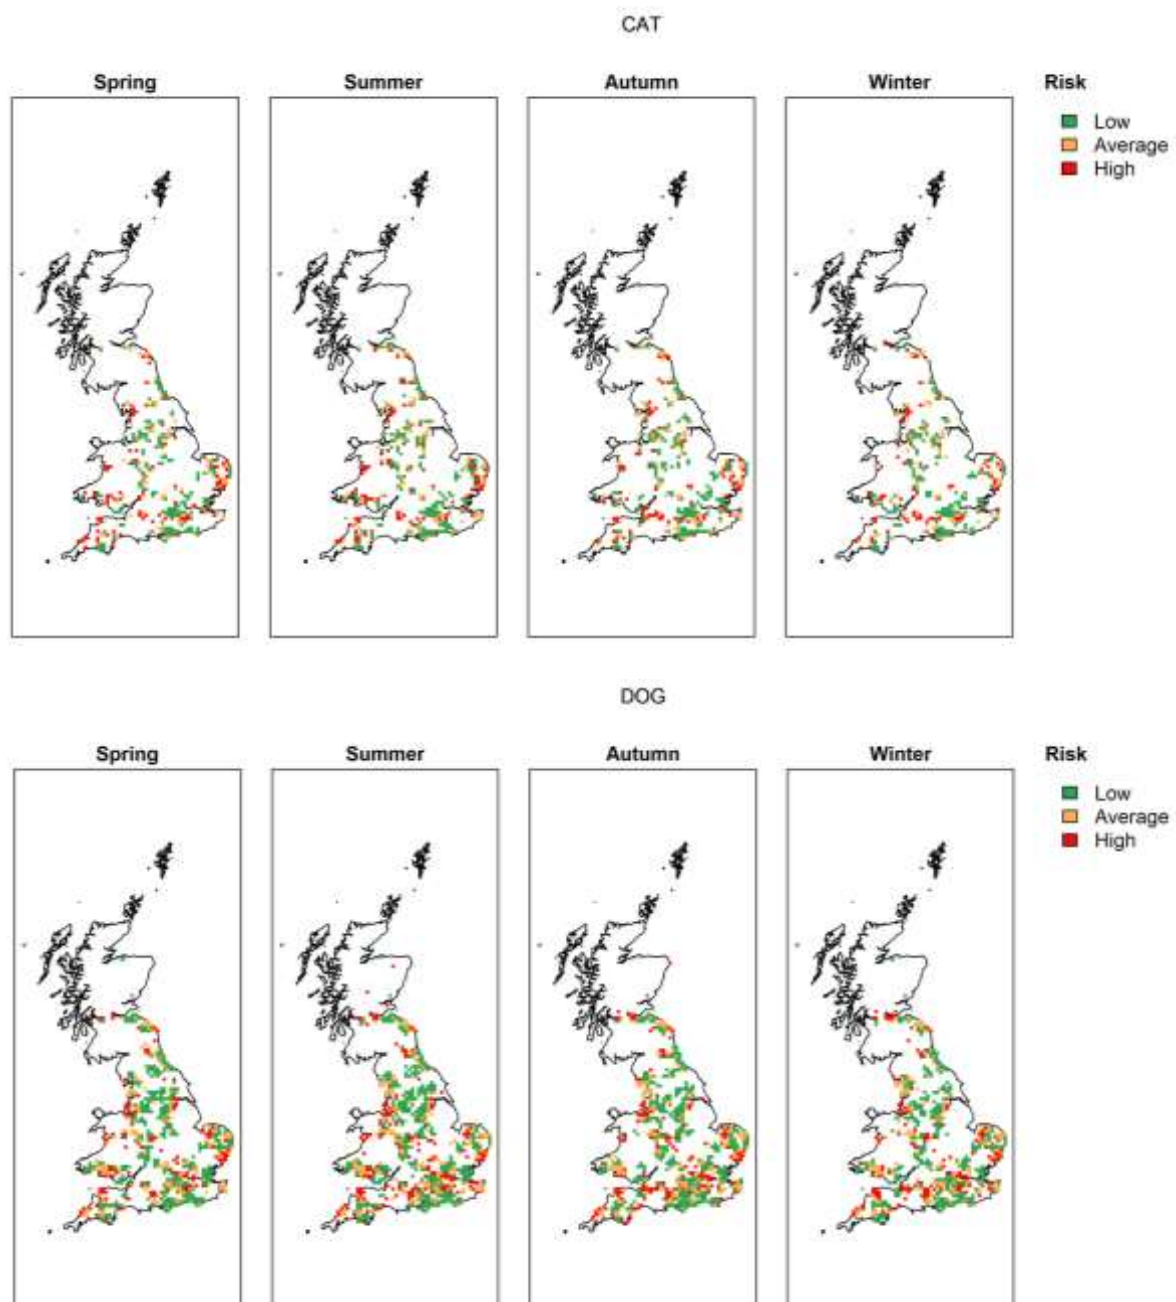 CAT
Spring Summer Autumn Winter Risk
Low
Average
High
DOG
Spring Summer Autumn Winter Risk
Low
Average
High